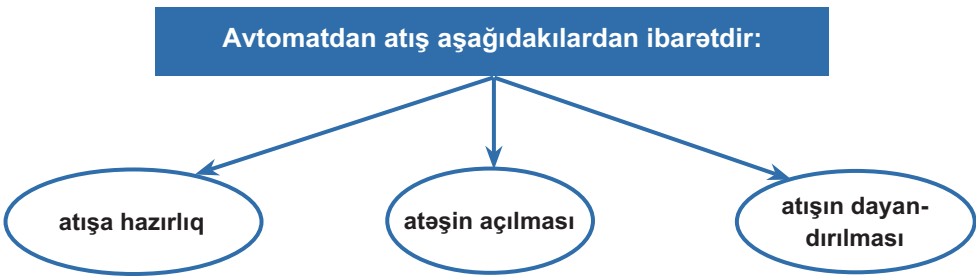 Avtomatdan atış aşağıdakılardan ibarətdir:
atışa hazırlıq
atəşin açılması
atışın dayan-
dırılması